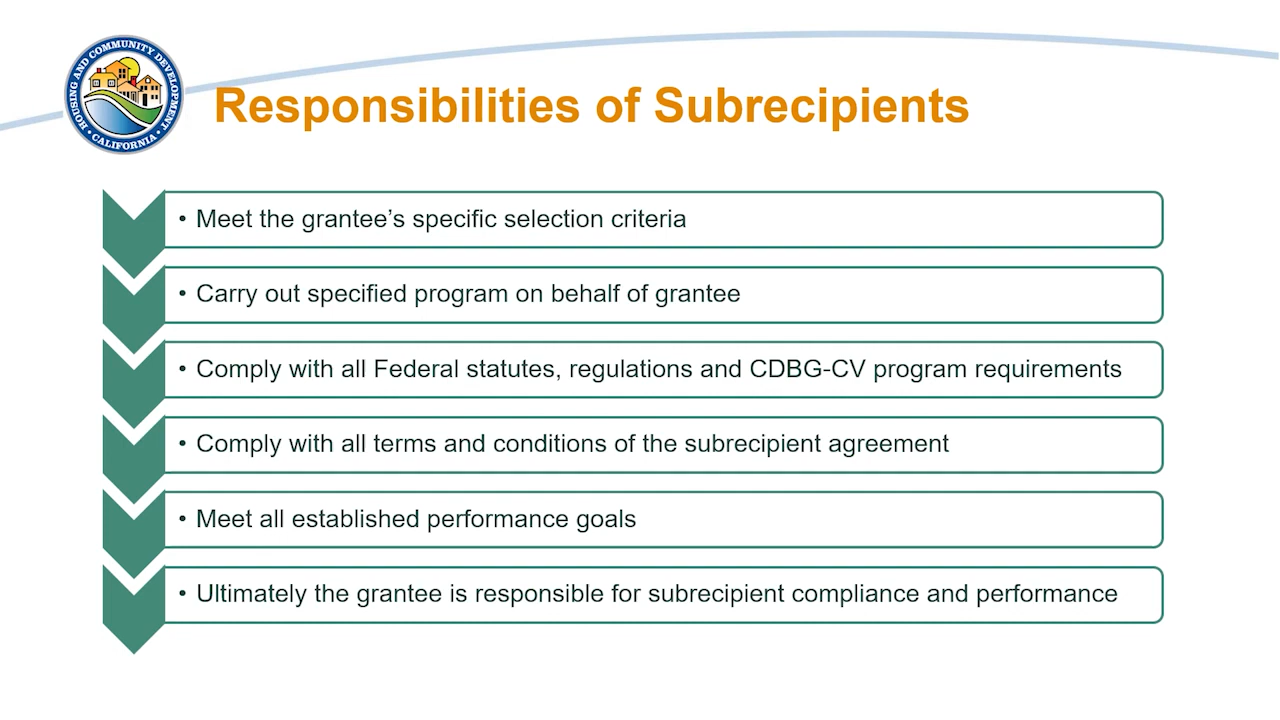 HOUSING AND COMMUNITY DEVELOPMENT
• CALIFORNIA •
Responsibilities of Subrecipients
• Meet the grantee’s specific selection criteria
• Carry out specified program on behalf of grantee
• Comply with all Federal statutes, regulations and CDBG-CV program requirements
• Comply with all terms and conditions of the subrecipient agreement
• Meet all established performance goals
• Ultimately the grantee is responsible for subrecipient compliance and performance